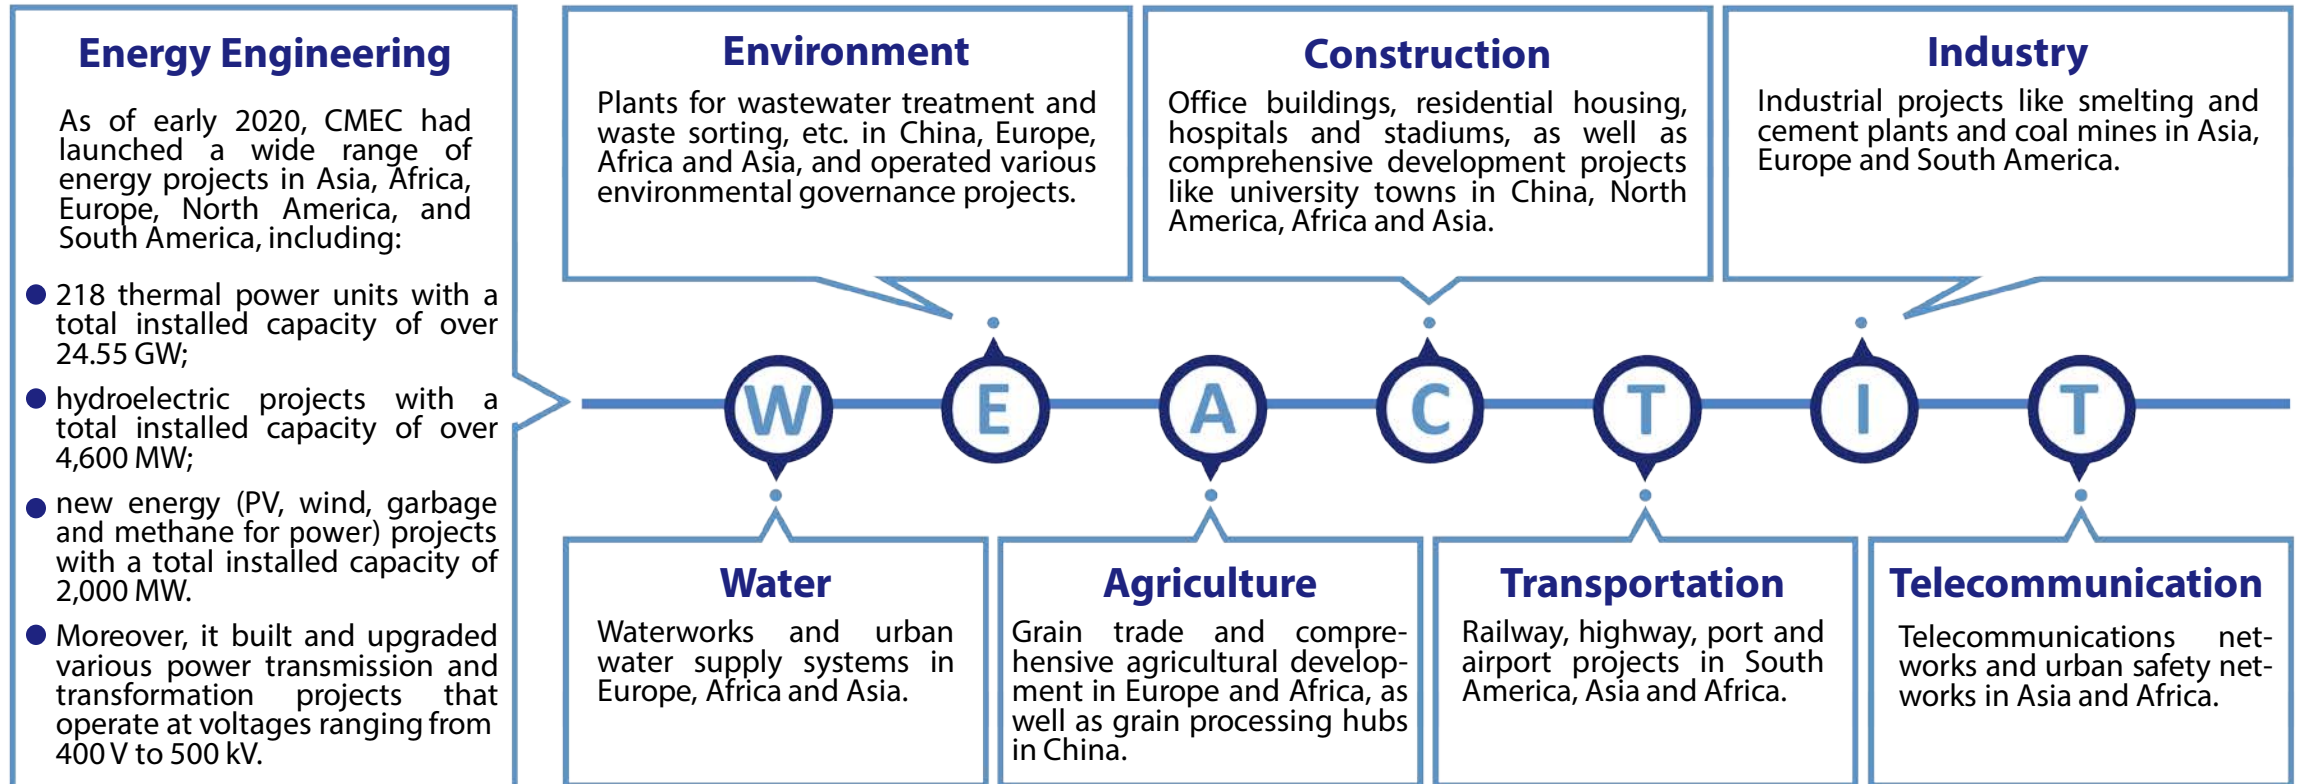 Energy Engineering
As of early 2020, CMEC had
launched a wide range of
energy projects in Asia, Africa,
Europe, North America, and
South America, including:
218 thermal power units with a
total installed capacity of over
24.55 GW;
hydroelectric projects with a
total installed capacity of over
4,600 MW;
new energy (PV, wind, garbage
and methane for power) projects
with a total installed capacity of
2,000 MW.
Moreover, it built and upgraded
various power transmission and
transformation projects that
operate at voltages ranging from
400 V to 500 kV.
Environment
Plants for wastewater treatment and
waste sorting, etc. in China, Europe,
Africa and Asia, and operated various
environmental governance projects.
Construction
Office buildings, residential housing,
hospitals and stadiums, as well as
comprehensive development projects
like university towns in China, North
America, Africa and Asia.
Industry
Industrial projects like smelting and
cement plants and coal mines in Asia,
Europe and South America.
W E A C T I T
Water
Waterworks and urban
water supply systems in
Europe, Africa and Asia.
Agriculture
Grain trade and compre-
hensive agricultural develop-
ment in Europe and Africa, as
well as grain processing hubs
in China.
Transportation
Railway, highway, port and
airport projects in South
America, Asia and Africa.
Telecommunication
Telecommunications net-
works and urban safety net-
works in Asia and Africa.